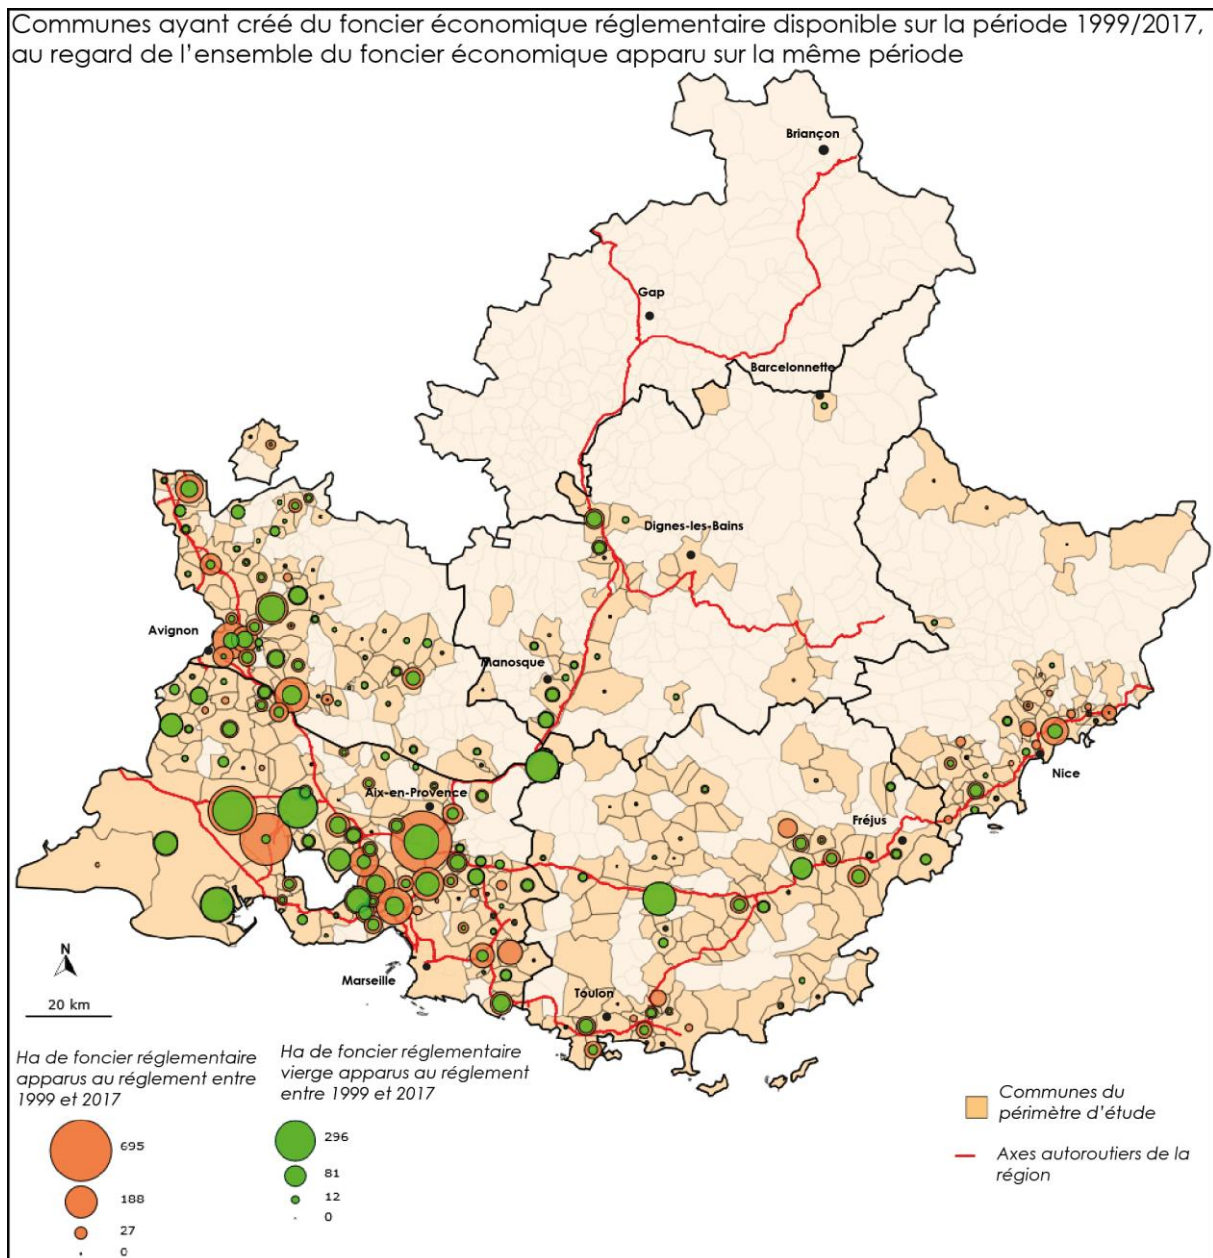 Communes ayant créé du foncier économique réglementaire disponible sur la période 1999/2017,
au regard de l'ensemble du foncier économique apparu sur la même période
Briançon
Gap
Barcelonnette
Dignes-les-Bains
Avignon
Manosque
Aix-en-Provence
Nice
Fréjus
Marseille
Toulon
N
20 km
Ha de foncier réglementaire
apparus au réglement entre
1999 et 2017
695
188
27
0
Ha de foncier réglementaire
vierge apparus au réglement
entre 1999 et 2017
296
81
12
0
Communes du
périmètre d'étude
Axes autoroutiers de la
région